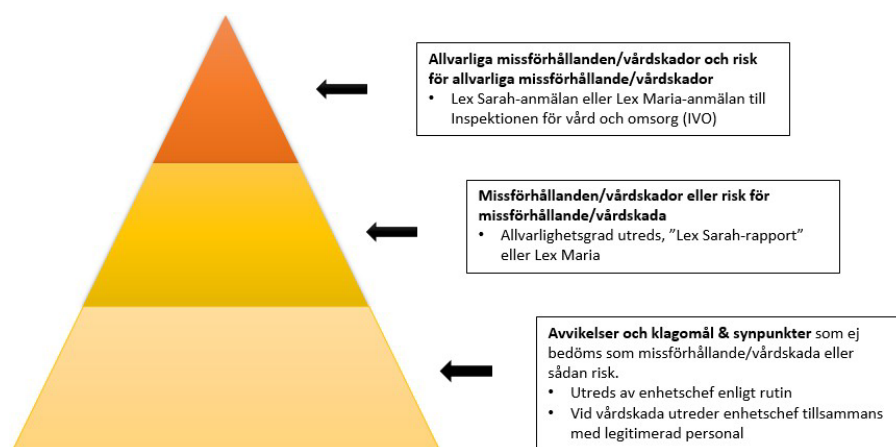 Allvarliga missförhållanden/vårdskador och risk
för allvarliga missförhållande/vårdskador
• Lex Sarah-anmälan eller Lex Maria-anmälan till
Inspektionen för vård och omsorg (IVO)
Missförhållanden/vårdskador eller risk för
missförhållande/vårdskada
• Allvarlighetsgrad utreds, ”Lex Sarah-rapport”
eller Lex Maria
Avvikelser och klagomål & synpunkter som ej
bedöms som missförhållande/vårdskada eller
sådan risk.
• Utreds av enhetschef enligt rutin
• Vid vårdskada utreder enhetschef tillsammans
med legitimerad personal